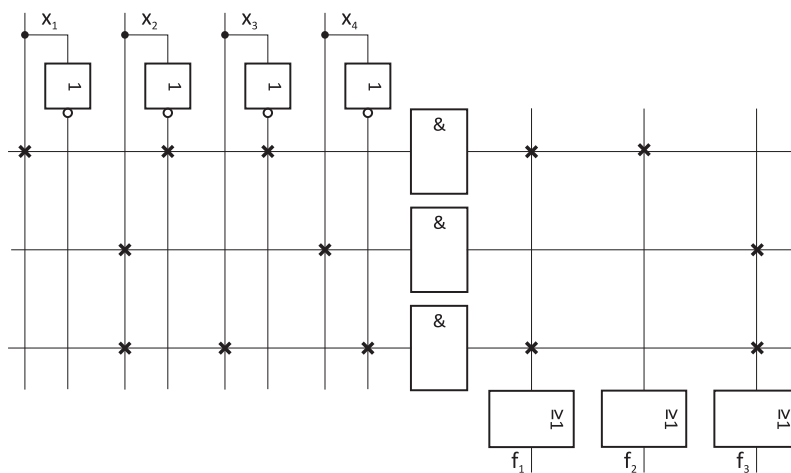 x₁ x₂ x₃ x₄
1 1 1 1
&
&
&
≥1 ≥1 ≥1
f₁ f₂ f₃